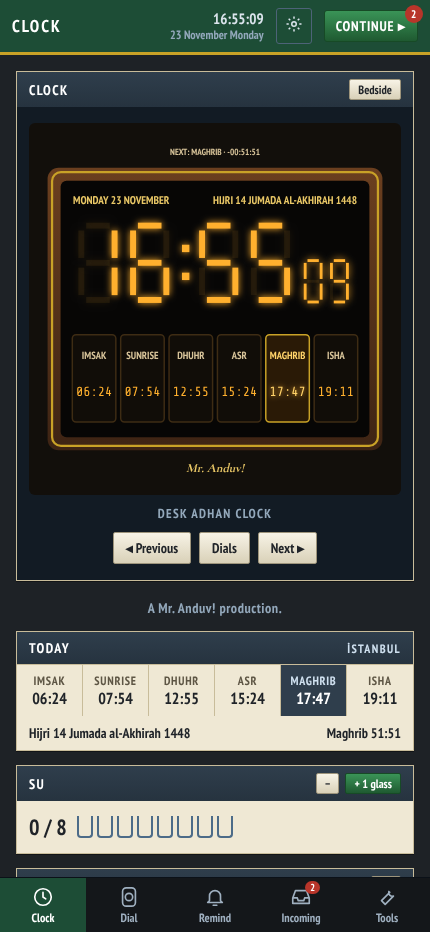 CLOCK
16:55:09
23 November Monday
CONTINUE ▸
2
CLOCK
Bedside
NEXT: MAGHRIB · -00:51:51
MONDAY 23 NOVEMBER
HIJRI 14 JUMADA AL-AKHIRAH 1448
16:55 09
IMSAK SUNRISE DHUHR ASR MAGHRIB ISHA
06:24 07:54 12:55 15:24 17:47 19:11
Mr. Anduv!
DESK ADHAN CLOCK
◂ Previous
Dials
Next ▸
A Mr. Anduv! production.
TODAY
İSTANBUL
IMSAK SUNRISE DHUHR ASR MAGHRIB ISHA
06:24 07:54 12:55 15:24 17:47 19:11
Hijri 14 Jumada al-Akhirah 1448
Maghrib 51:51
SU
−
+ 1 glass
0 / 8
2
Clock Dial Remind Incoming Tools